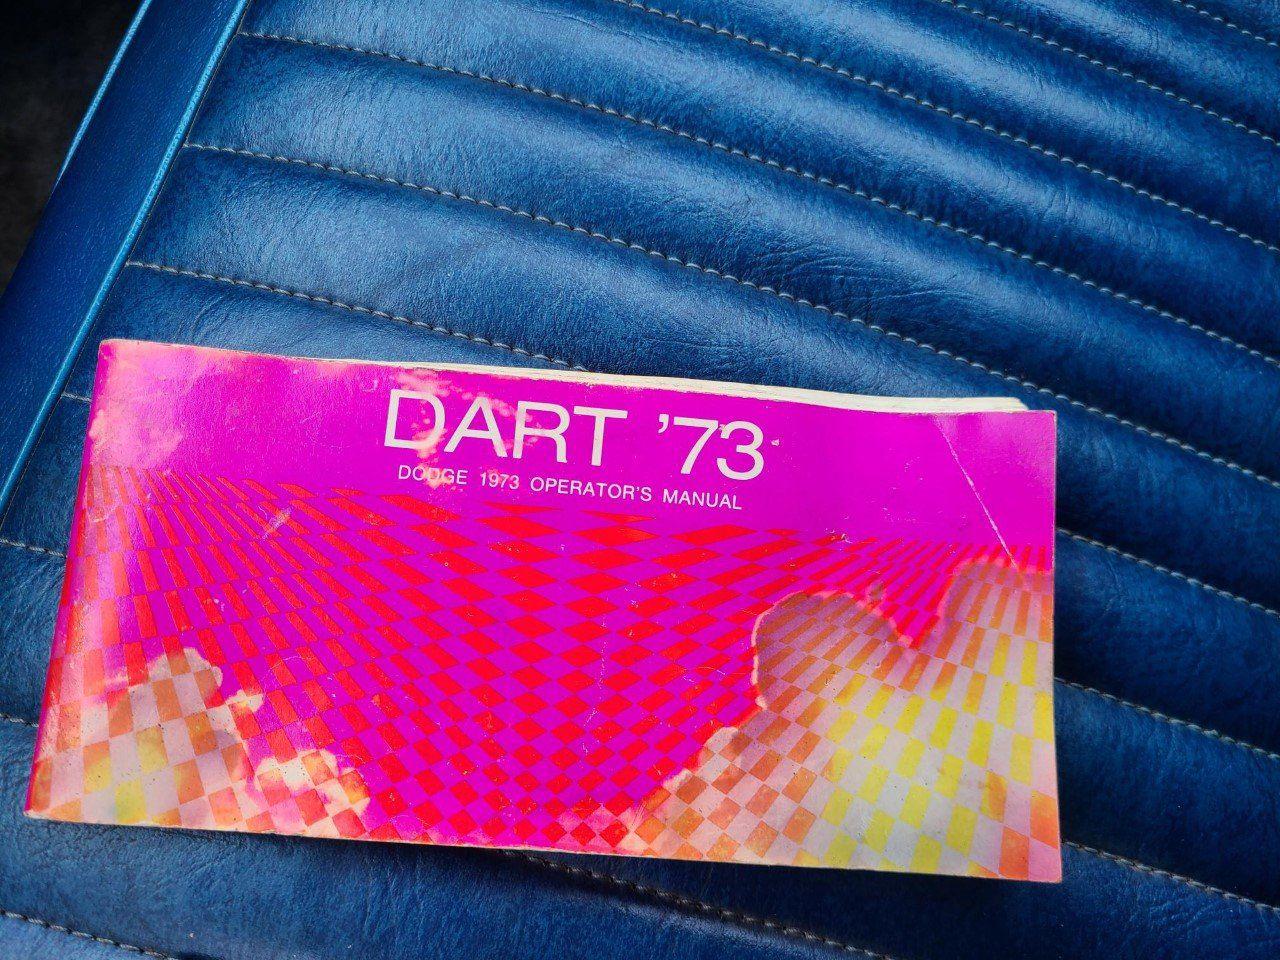 DART '73
DODGE 1973 OPERATOR'S MANUAL